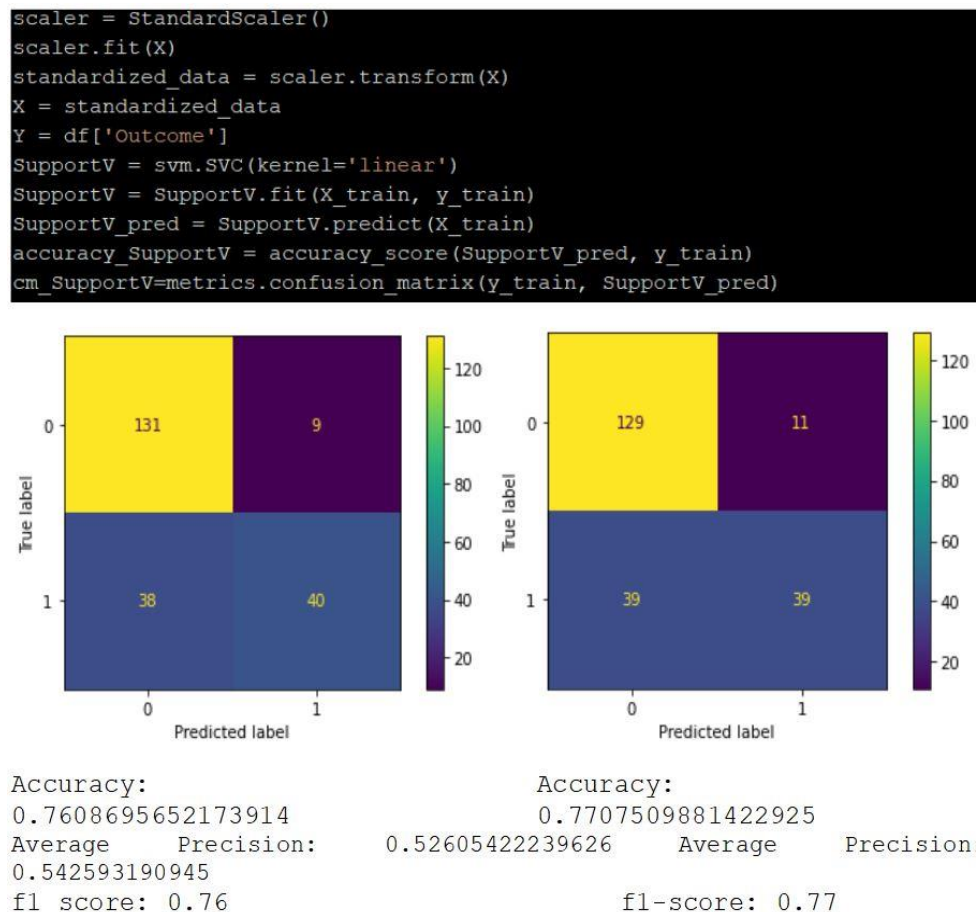 scaler = StandardScaler()
scaler.fit(X)
standardized_data = scaler.transform(X)
X = standardized_data
Y = df['Outcome']
SupportV = svm.SVC(kernel='linear')
SupportV = SupportV.fit(X_train, y_train)
SupportV_pred = SupportV.predict(X_train)
accuracy_SupportV = accuracy_score(SupportV_pred, y_train)
cm_SupportV=metrics.confusion_matrix(y_train, SupportV_pred)
True label
0
1
131
9
38
40
0
1
Predicted label
120
100
80
60
40
20
True label
0
1
129
11
39
39
0
1
Predicted label
120
100
80
60
40
20
Accuracy: Accuracy:
0.7608695652173914 0.7707509881422925
Average Precision: 0.52605422239626 Average Precision
0.542593190945
f1 score: 0.76 f1-score: 0.77